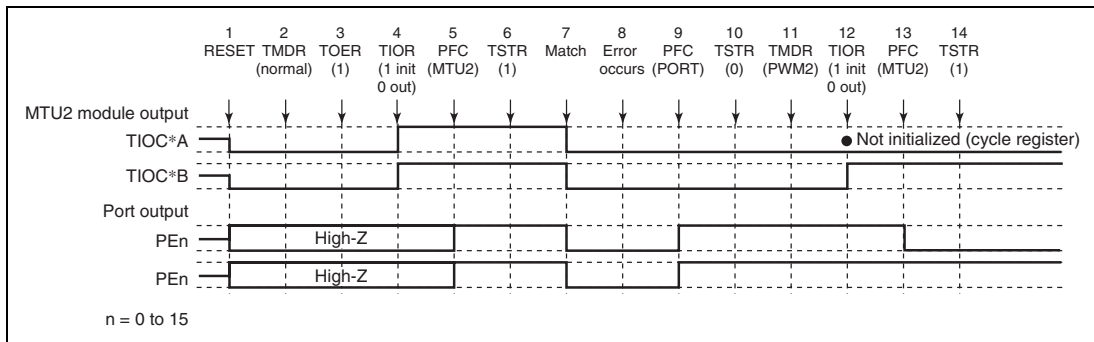 1 2 3 4 5 6 7 8 9 10 11 12 13 14
RESET TMDR TOER TIOR PFC TSTR Match Error PFC TSTR TMDR TIOR PFC TSTR
(normal) (1) (1 init (MTU2) (1) occurs (PORT) (0) (PWM2) (1 init (MTU2) (1)
0 out) 0 out)
MTU2 module output
TIOC*A
Not initialized (cycle register)
TIOC*B
Port output
PEn
High-Z
PEn
High-Z
n = 0 to 15